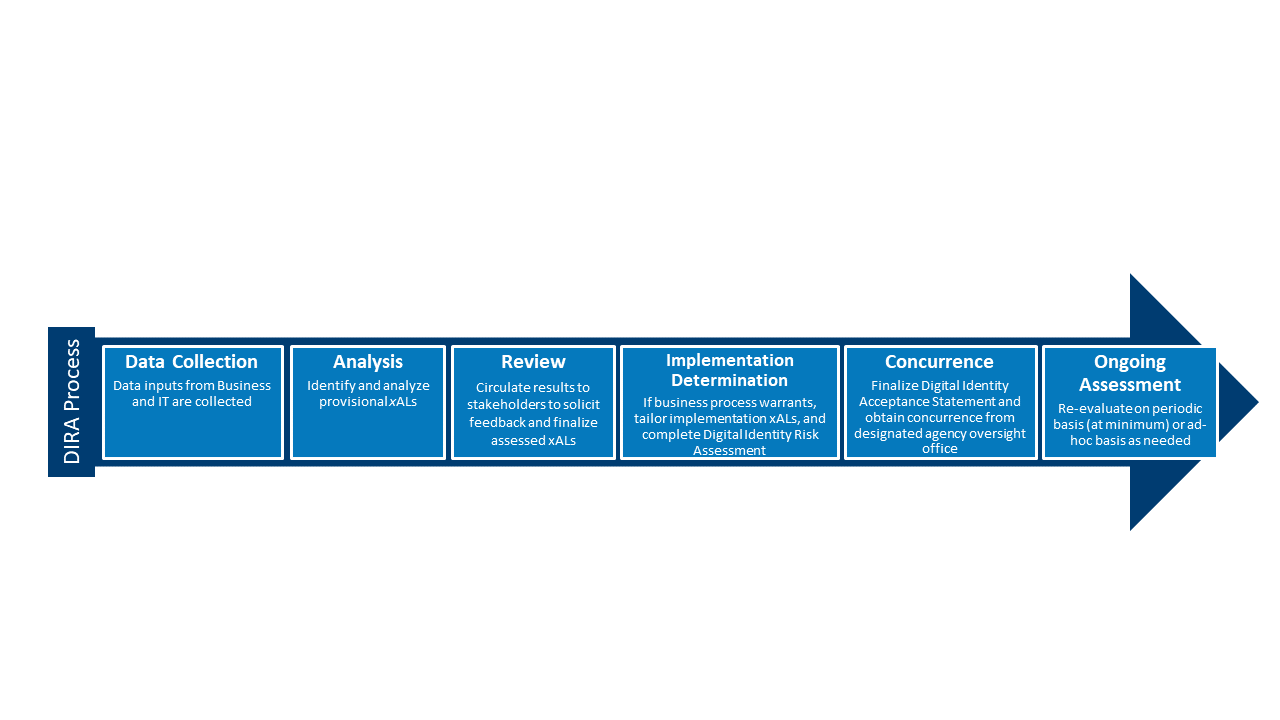 DIRA Process
Data Collection
Data inputs from Business
and IT are collected
Analysis
Identify and analyze
provisional xALs
Review
Circulate results to
stakeholders to solicit
feedback and finalize
assessed xALs
Implementation
Determination
If business process warrants,
tailor implementation xALs, and
complete Digital Identity Risk
Assessment
Concurrence
Finalize Digital Identity
Acceptance Statement and
obtain concurrence from
designated agency oversight
office
Ongoing
Assessment
Re-evaluate on periodic
basis (at minimum) or ad-
hoc basis as needed